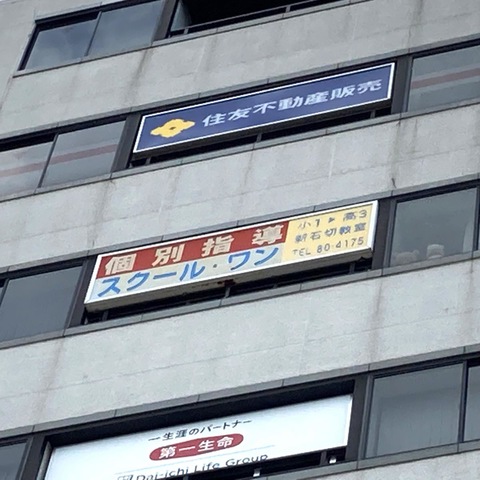 住友不動産販売
個別指導
スクール・ワン
小1▶高3
新石切教室
TEL 80-4175
一生涯のパートナー
第一生命
Dai-ichi Life Group